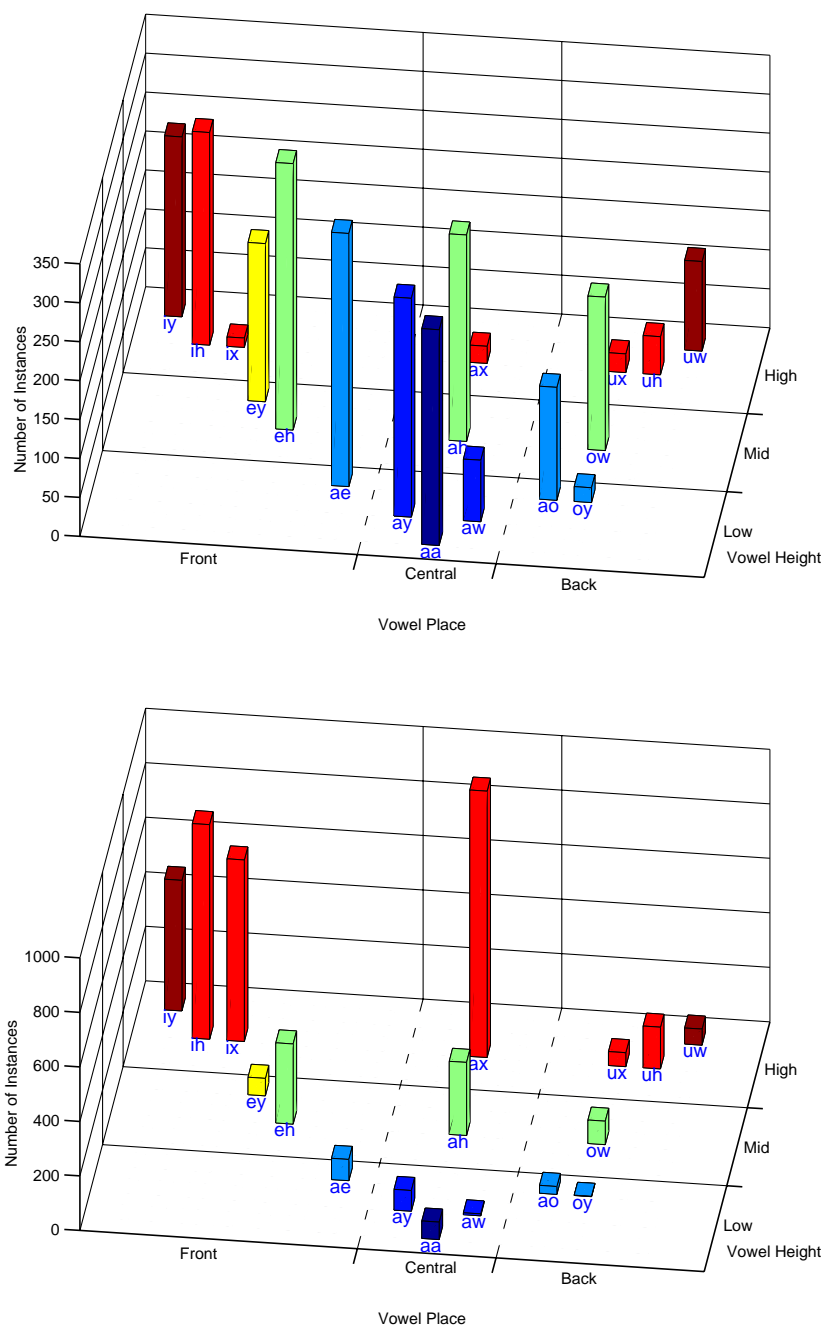 350
300
250
200
150
100
50
0
Number of Instances
iy
ih
ix
ey
eh
ae
ay
aa
ah
aw
ax
ao
oy
ow
ux
uh
uw
High
Mid
Low
Vowel Height
Front
Central
Back
Vowel Place
1000
800
600
400
200
0
Number of Instances
iy
ih
ix
ey
eh
ae
ay
aa
ah
aw
ax
ao
oy
ow
ux
uh
uw
High
Mid
Low
Vowel Height
Front
Central
Back
Vowel Place